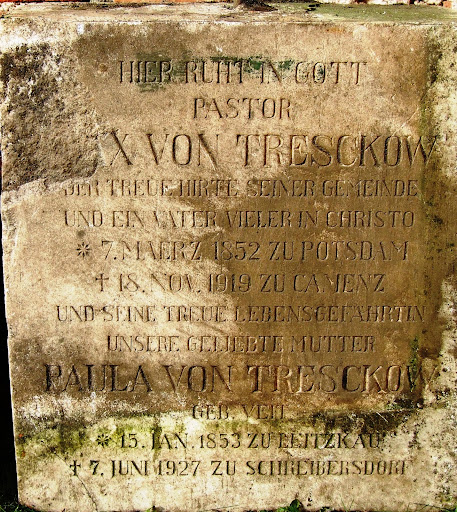 HIER RUHT IN GOTT
PASTOR
AX VON TRESCKOW
DER TREUE HIRTE SEINER GEMEINDE
UND EIN VATER VIELER IN CHRISTO
* 7. MAERZ 1852 ZU POTSDAM
† 18. NOV. 1919 ZU CAMENZ
UND SEINE TREUE LEBENSGEFÄHRTIN
UNSERE GELIEBTE MUTTER
PAULA VON TRESCKOW
GEB. VEIT
* 15. JAN. 1853 ZU LEITZKAU
† 7. JUNI 1927 ZU SCHREIBERSDORF